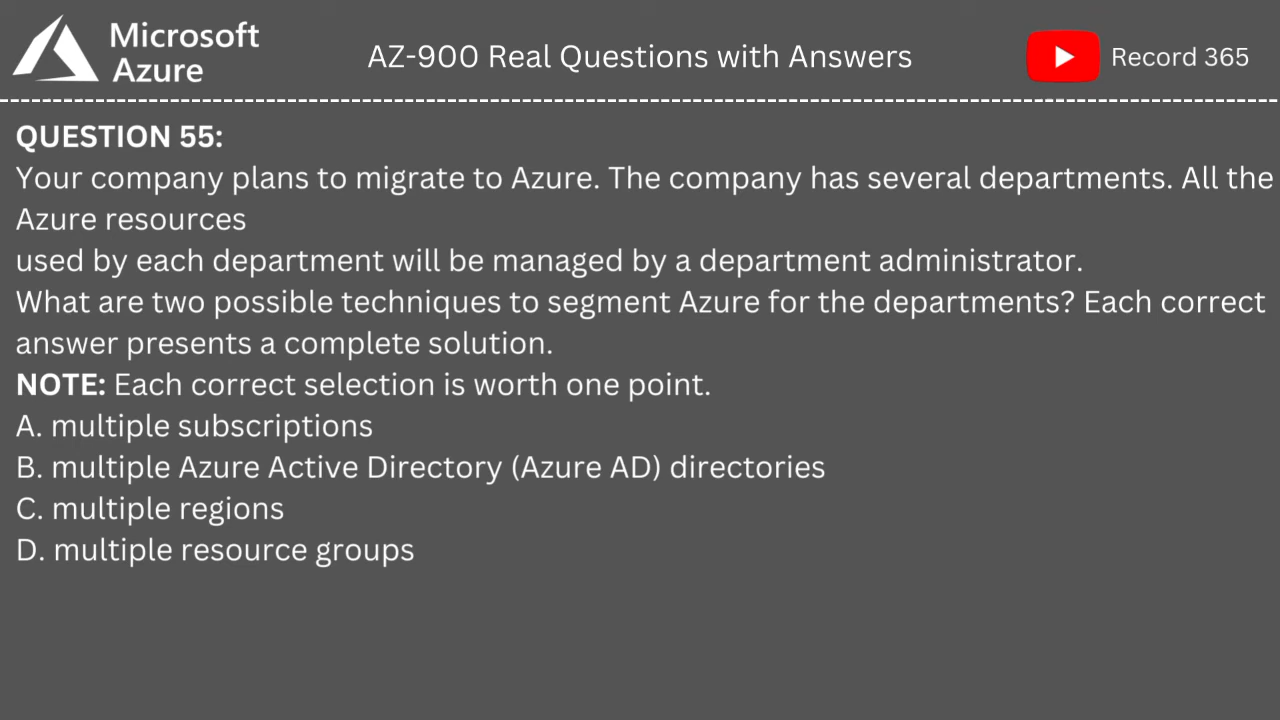 Microsoft
Azure
AZ-900 Real Questions with Answers
Record 365
QUESTION 55:
Your company plans to migrate to Azure. The company has several departments. All the
Azure resources
used by each department will be managed by a department administrator.
What are two possible techniques to segment Azure for the departments? Each correct
answer presents a complete solution.
NOTE: Each correct selection is worth one point.
A. multiple subscriptions
B. multiple Azure Active Directory (Azure AD) directories
C. multiple regions
D. multiple resource groups